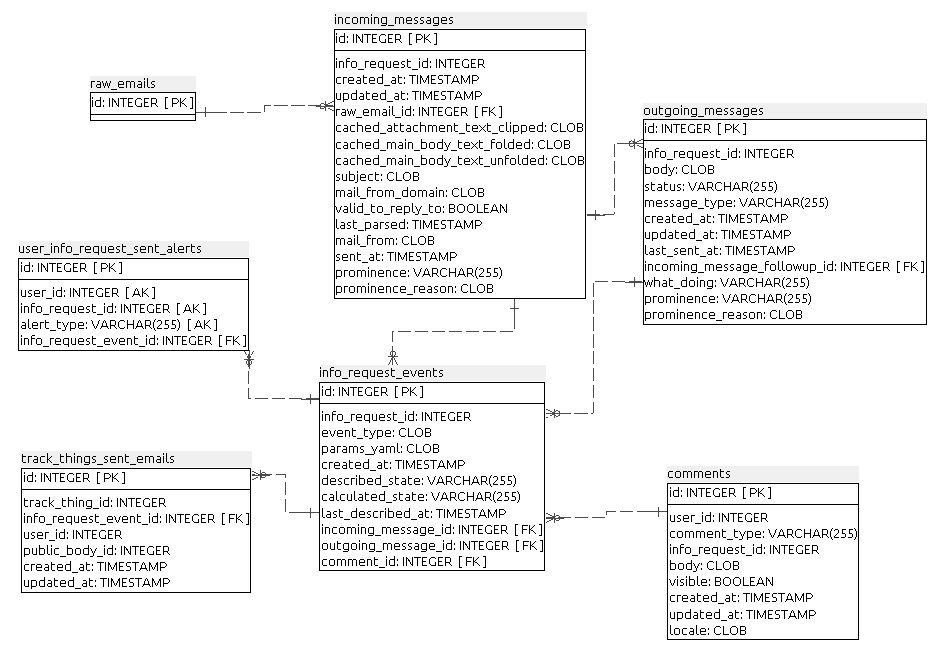 incoming_messages
id: INTEGER [PK]
info_request_id: INTEGER
created_at: TIMESTAMP
updated_at: TIMESTAMP
raw_email_id: INTEGER [FK]
cached_attachment_text_clipped: CLOB
cached_main_body_text_folded: CLOB
cached_main_body_text_unfolded: CLOB
subject: CLOB
mail_from_domain: CLOB
valid_to_reply_to: BOOLEAN
last_parsed: TIMESTAMP
mail_from: CLOB
sent_at: TIMESTAMP
prominence: VARCHAR(255)
prominence_reason: CLOB
raw_emails
id: INTEGER [PK]
outgoing_messages
id: INTEGER [PK]
info_request_id: INTEGER
body: CLOB
status: VARCHAR(255)
message_type: VARCHAR(255)
created_at: TIMESTAMP
updated_at: TIMESTAMP
last_sent_at: TIMESTAMP
incoming_message_followup_id: INTEGER [FK]
what_doing: VARCHAR(255)
prominence: VARCHAR(255)
prominence_reason: CLOB
user_info_request_sent_alerts
id: INTEGER [PK]
user_id: INTEGER [AK]
info_request_id: INTEGER [AK]
alert_type: VARCHAR(255) [AK]
info_request_event_id: INTEGER [FK]
info_request_events
id: INTEGER [PK]
info_request_id: INTEGER
event_type: CLOB
params_yaml: CLOB
created_at: TIMESTAMP
described_state: VARCHAR(255)
calculated_state: VARCHAR(255)
last_described_at: TIMESTAMP
incoming_message_id: INTEGER [FK]
outgoing_message_id: INTEGER [FK]
comment_id: INTEGER [FK]
track_things_sent_emails
id: INTEGER [PK]
track_thing_id: INTEGER
info_request_event_id: INTEGER [FK]
user_id: INTEGER
public_body_id: INTEGER
created_at: TIMESTAMP
updated_at: TIMESTAMP
comments
id: INTEGER [PK]
user_id: INTEGER
comment_type: VARCHAR(255)
info_request_id: INTEGER
body: CLOB
visible: BOOLEAN
created_at: TIMESTAMP
updated_at: TIMESTAMP
locale: CLOB